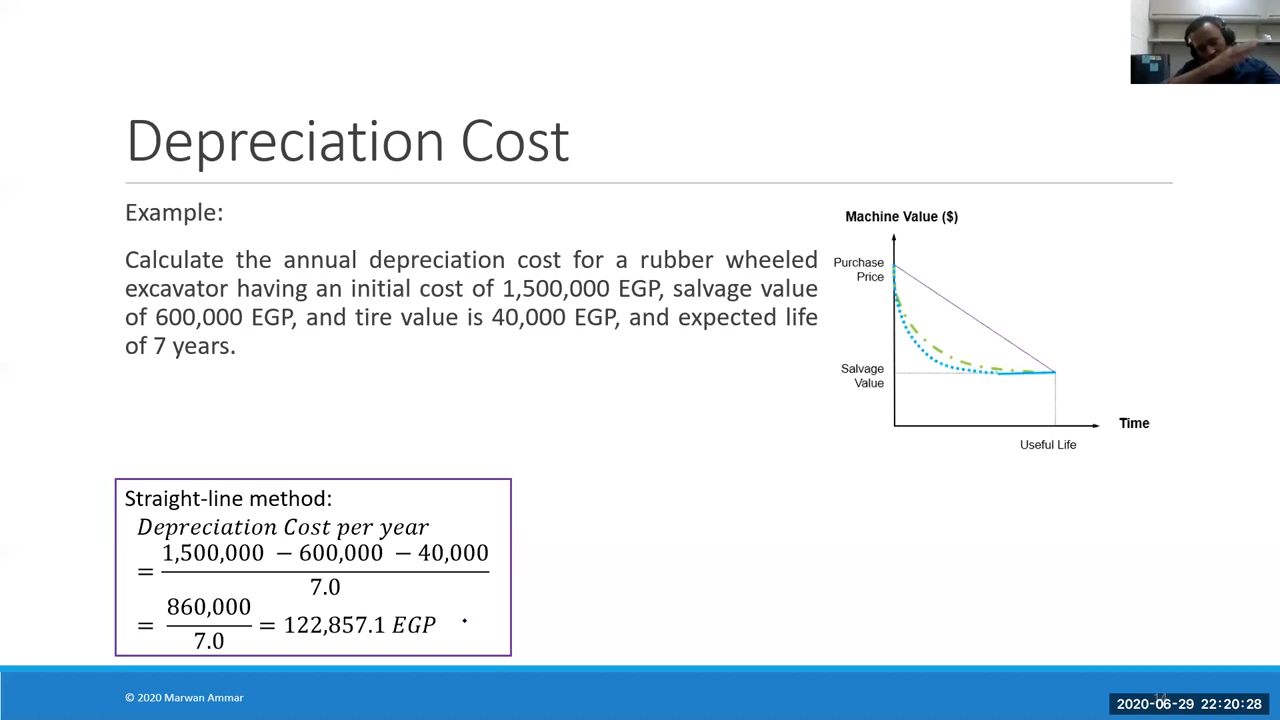 Depreciation Cost
Example:
Calculate the annual depreciation cost for a rubber wheeled
excavator having an initial cost of 1,500,000 EGP, salvage value
of 600,000 EGP, and tire value is 40,000 EGP, and expected life
of 7 years.
Machine Value ($)
Purchase
Price
Salvage
Value
Time
Useful Life
Straight-line method:
Depreciation Cost per year
= (1,500,000 − 600,000 − 40,000) / 7.0
= 860,000 / 7.0 = 122,857.1 EGP
© 2020 Marwan Ammar
2020-06-29 22:20:28